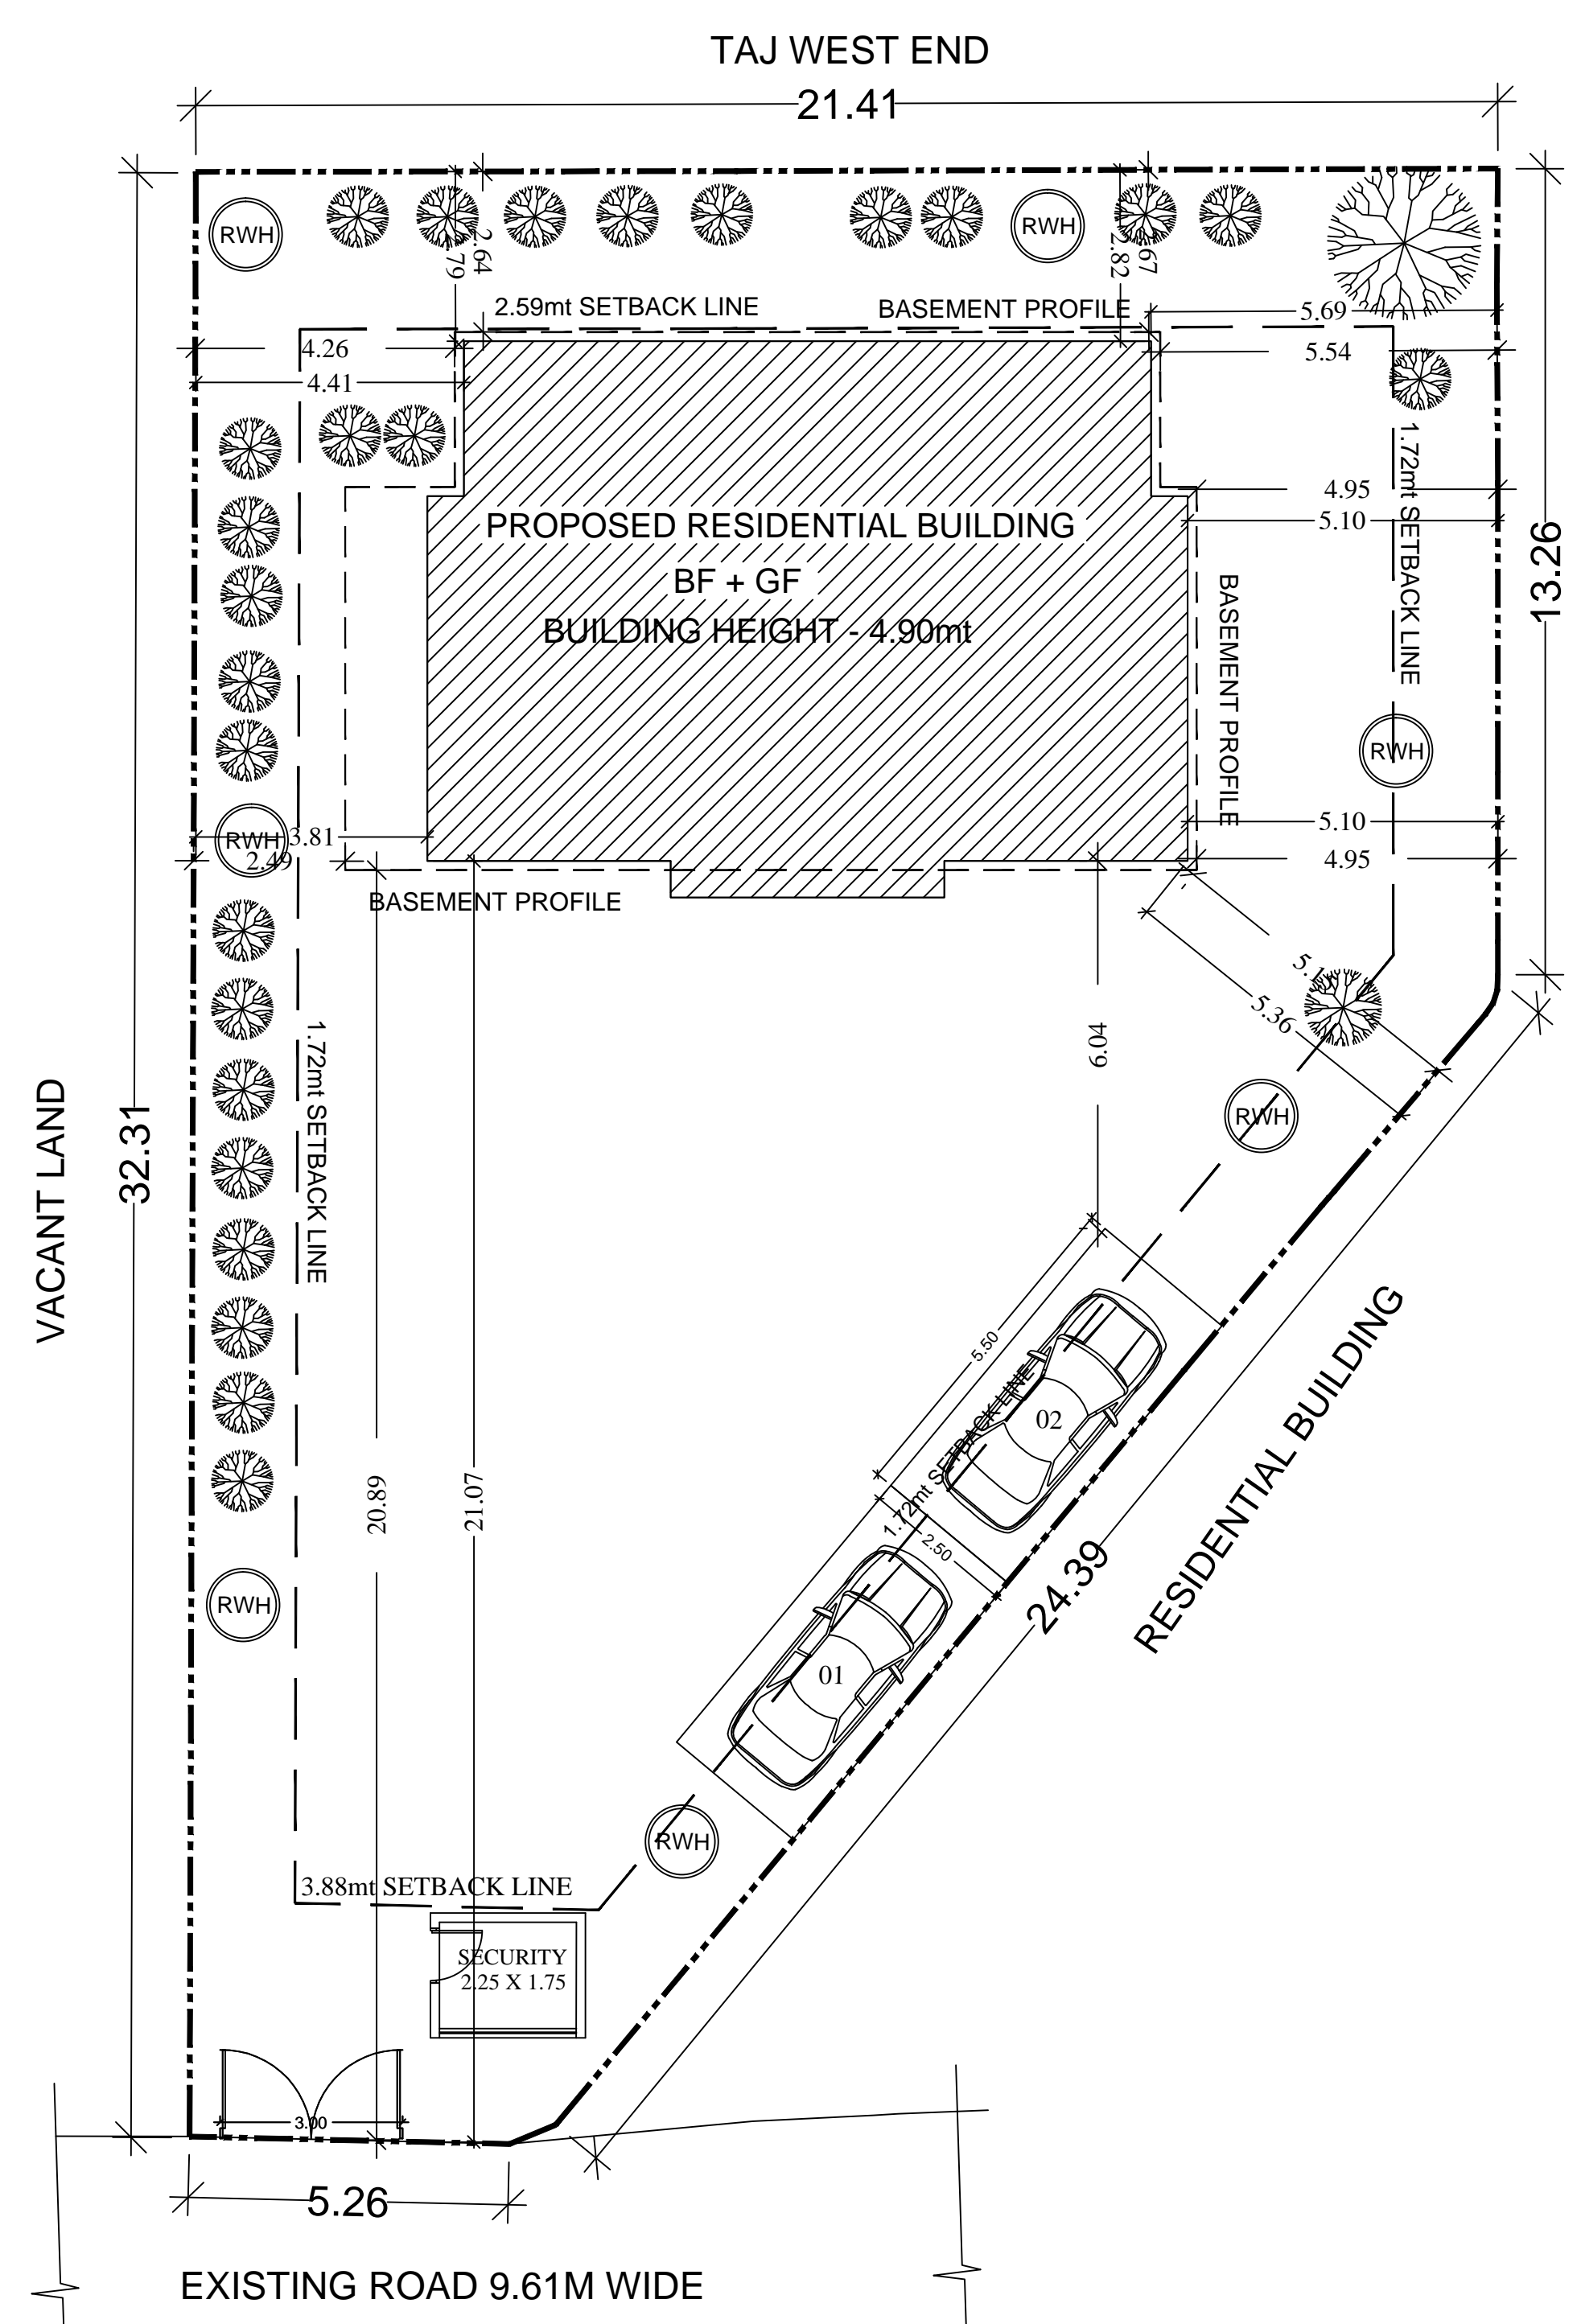 TAJ WEST END
21.41
RWH
RWH
2.64
2.82
2.59mt SETBACK LINE
BASEMENT PROFILE
5.69
4.26
5.54
4.41
1.72mt SETBACK LINE
4.95
5.10
13.26
PROPOSED RESIDENTIAL BUILDING
BF + GF
BUILDING HEIGHT - 4.90mt
BASEMENT PROFILE
RWH
RWH
3.81
2.49
5.10
4.95
BASEMENT PROFILE
5.36
6.04
1.72mt SETBACK LINE
VACANT LAND
32.31
RWH
5.50
02
1.72mt SETBACK LINE
2.50
20.89
21.07
24.39
RESIDENTIAL BUILDING
RWH
01
RWH
3.88mt SETBACK LINE
SECURITY
2.25 X 1.75
3.00
5.26
EXISTING ROAD 9.61M WIDE